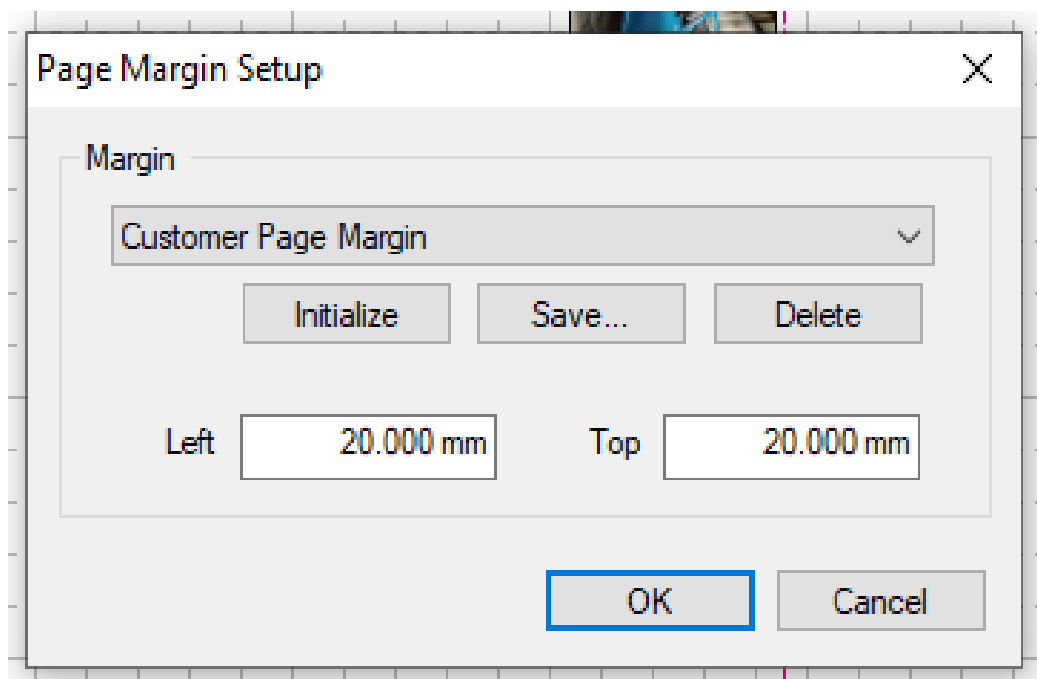 Page Margin Setup
Margin
Customer Page Margin
Initialize Save... Delete
Left 20.000 mm Top 20.000 mm
OK Cancel